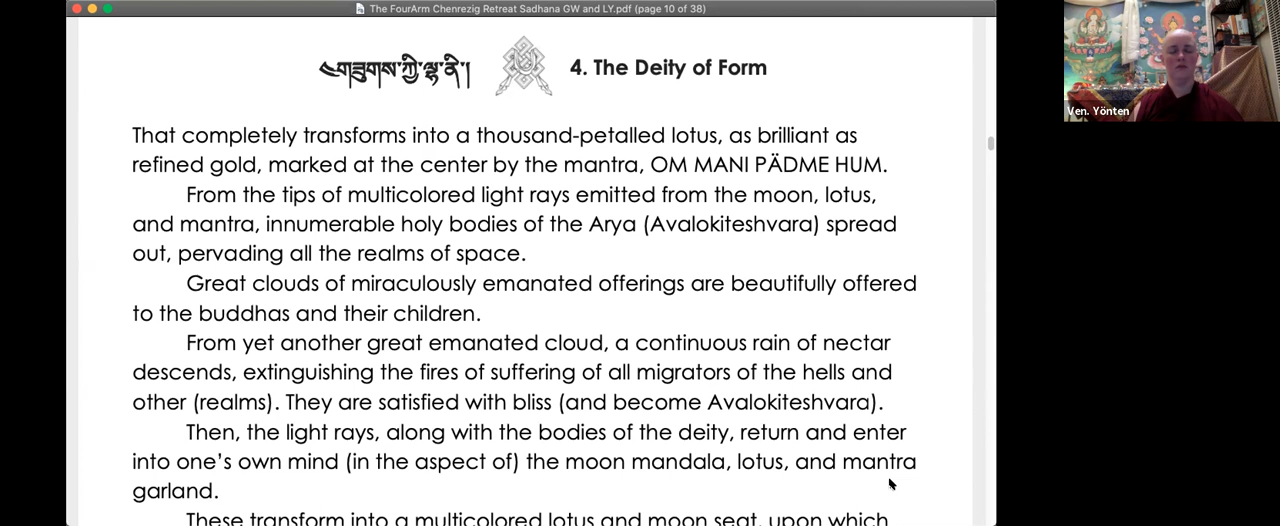 The FourArm Chenrezig Retreat Sadhana GW and LY.pdf (page 10 of 38)
༤གཟུགས་ཀྱི་ལྷ་ནི། 4. The Deity of Form
That completely transforms into a thousand-petalled lotus, as brilliant as
refined gold, marked at the center by the mantra, OM MANI PÄDME HUM.
From the tips of multicolored light rays emitted from the moon, lotus,
and mantra, innumerable holy bodies of the Arya (Avalokiteshvara) spread
out, pervading all the realms of space.
Great clouds of miraculously emanated offerings are beautifully offered
to the buddhas and their children.
From yet another great emanated cloud, a continuous rain of nectar
descends, extinguishing the fires of suffering of all migrators of the hells and
other (realms). They are satisfied with bliss (and become Avalokiteshvara).
Then, the light rays, along with the bodies of the deity, return and enter
into one’s own mind (in the aspect of) the moon mandala, lotus, and mantra
garland.
These transform into a multicolored lotus and moon seat, upon which
Ven. Yönten